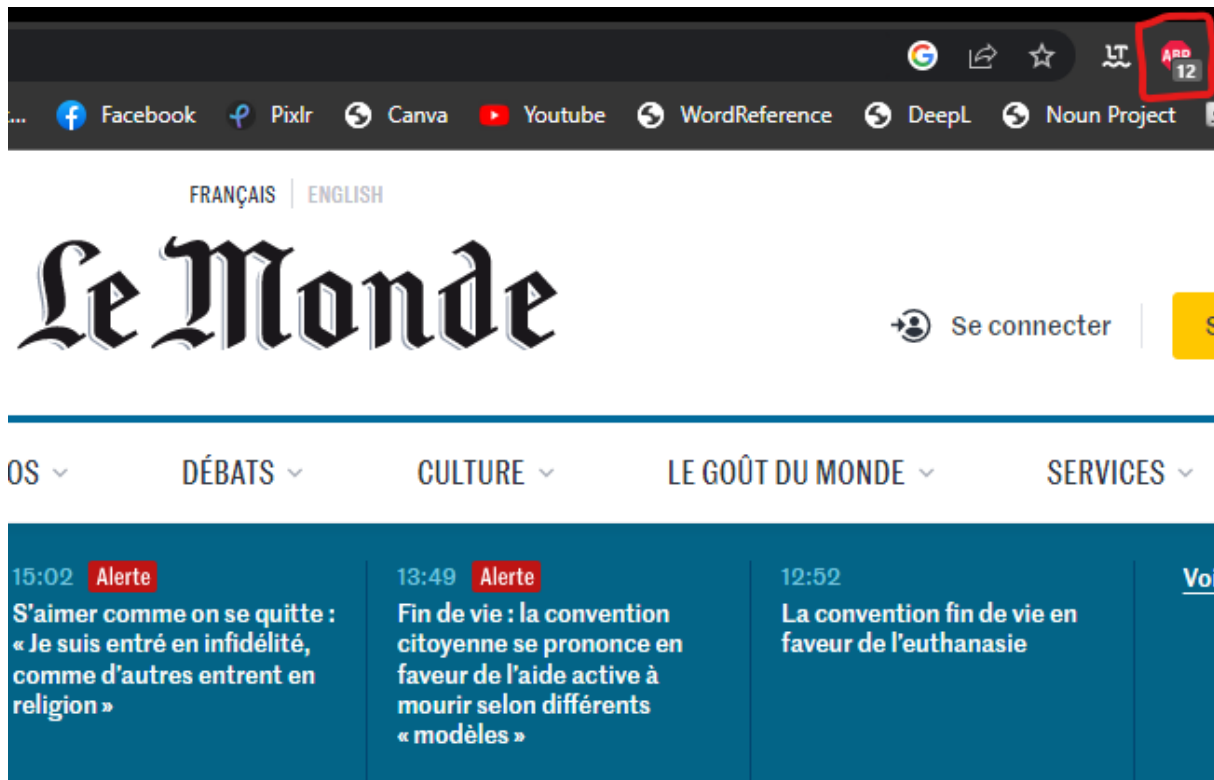 ABP
12
... Facebook Pixlr Canva Youtube WordReference DeepL Noun Project
FRANÇAIS ENGLISH
Le Monde
Se connecter
OS DÉBATS CULTURE LE GOÛT DU MONDE SERVICES
15:02 Alerte
S'aimer comme on se quitte :
« Je suis entré en infidélité,
comme d'autres entrent en
religion »
13:49 Alerte
Fin de vie : la convention
citoyenne se prononce en
faveur de l'aide active à
mourir selon différents
« modèles »
12:52
La convention fin de vie en
faveur de l'euthanasie
Voi